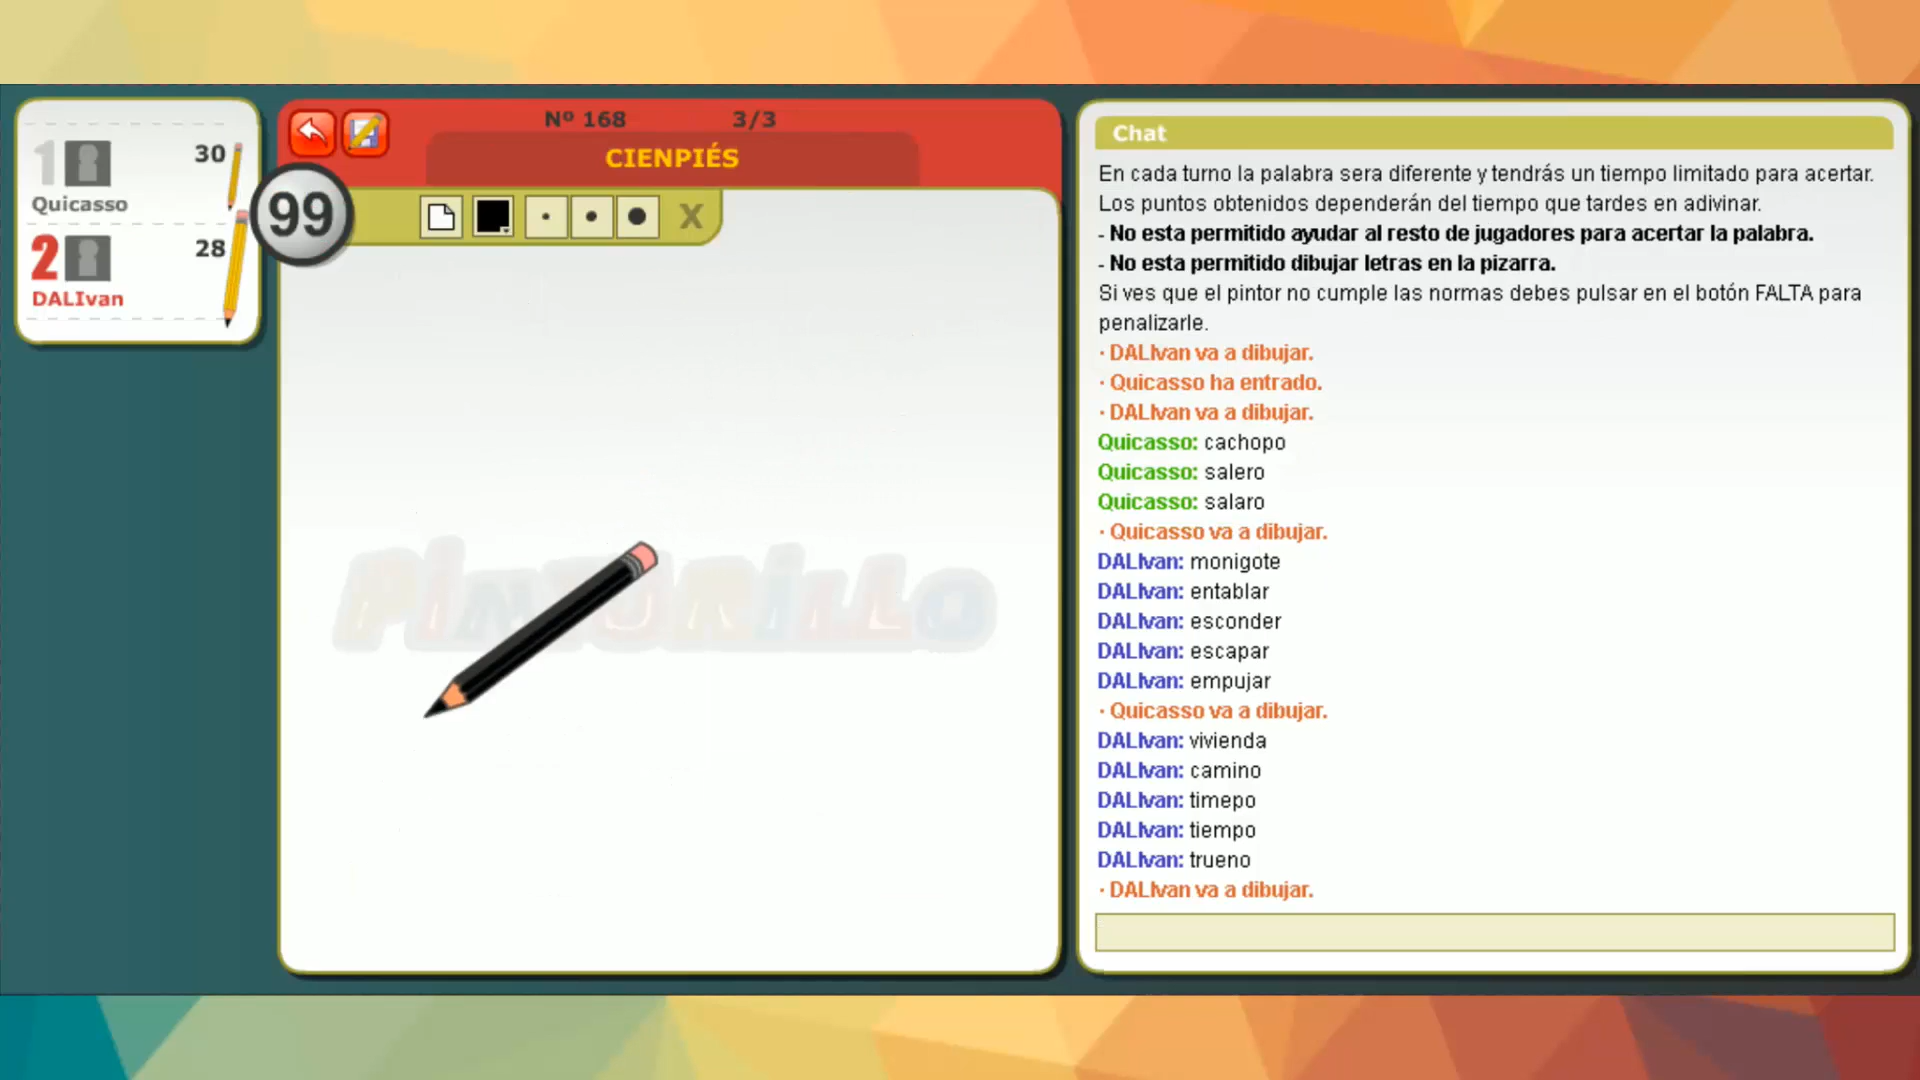 1
30
Quicasso
2
28
DALIvan
Nº 168 3/3
CIENPIÉS
99
X
PiNTURiLLO
Chat
En cada turno la palabra sera diferente y tendrás un tiempo limitado para acertar.
Los puntos obtenidos dependerán del tiempo que tardes en adivinar.
- No esta permitido ayudar al resto de jugadores para acertar la palabra.
- No esta permitido dibujar letras en la pizarra.
Si ves que el pintor no cumple las normas debes pulsar en el botón FALTA para
penalizarle.
· DALIvan va a dibujar.
· Quicasso ha entrado.
· DALIvan va a dibujar.
Quicasso: cachopo
Quicasso: salero
Quicasso: salaro
· Quicasso va a dibujar.
DALIvan: monigote
DALIvan: entablar
DALIvan: esconder
DALIvan: escapar
DALIvan: empujar
· Quicasso va a dibujar.
DALIvan: vivienda
DALIvan: camino
DALIvan: timepo
DALIvan: tiempo
DALIvan: trueno
· DALIvan va a dibujar.